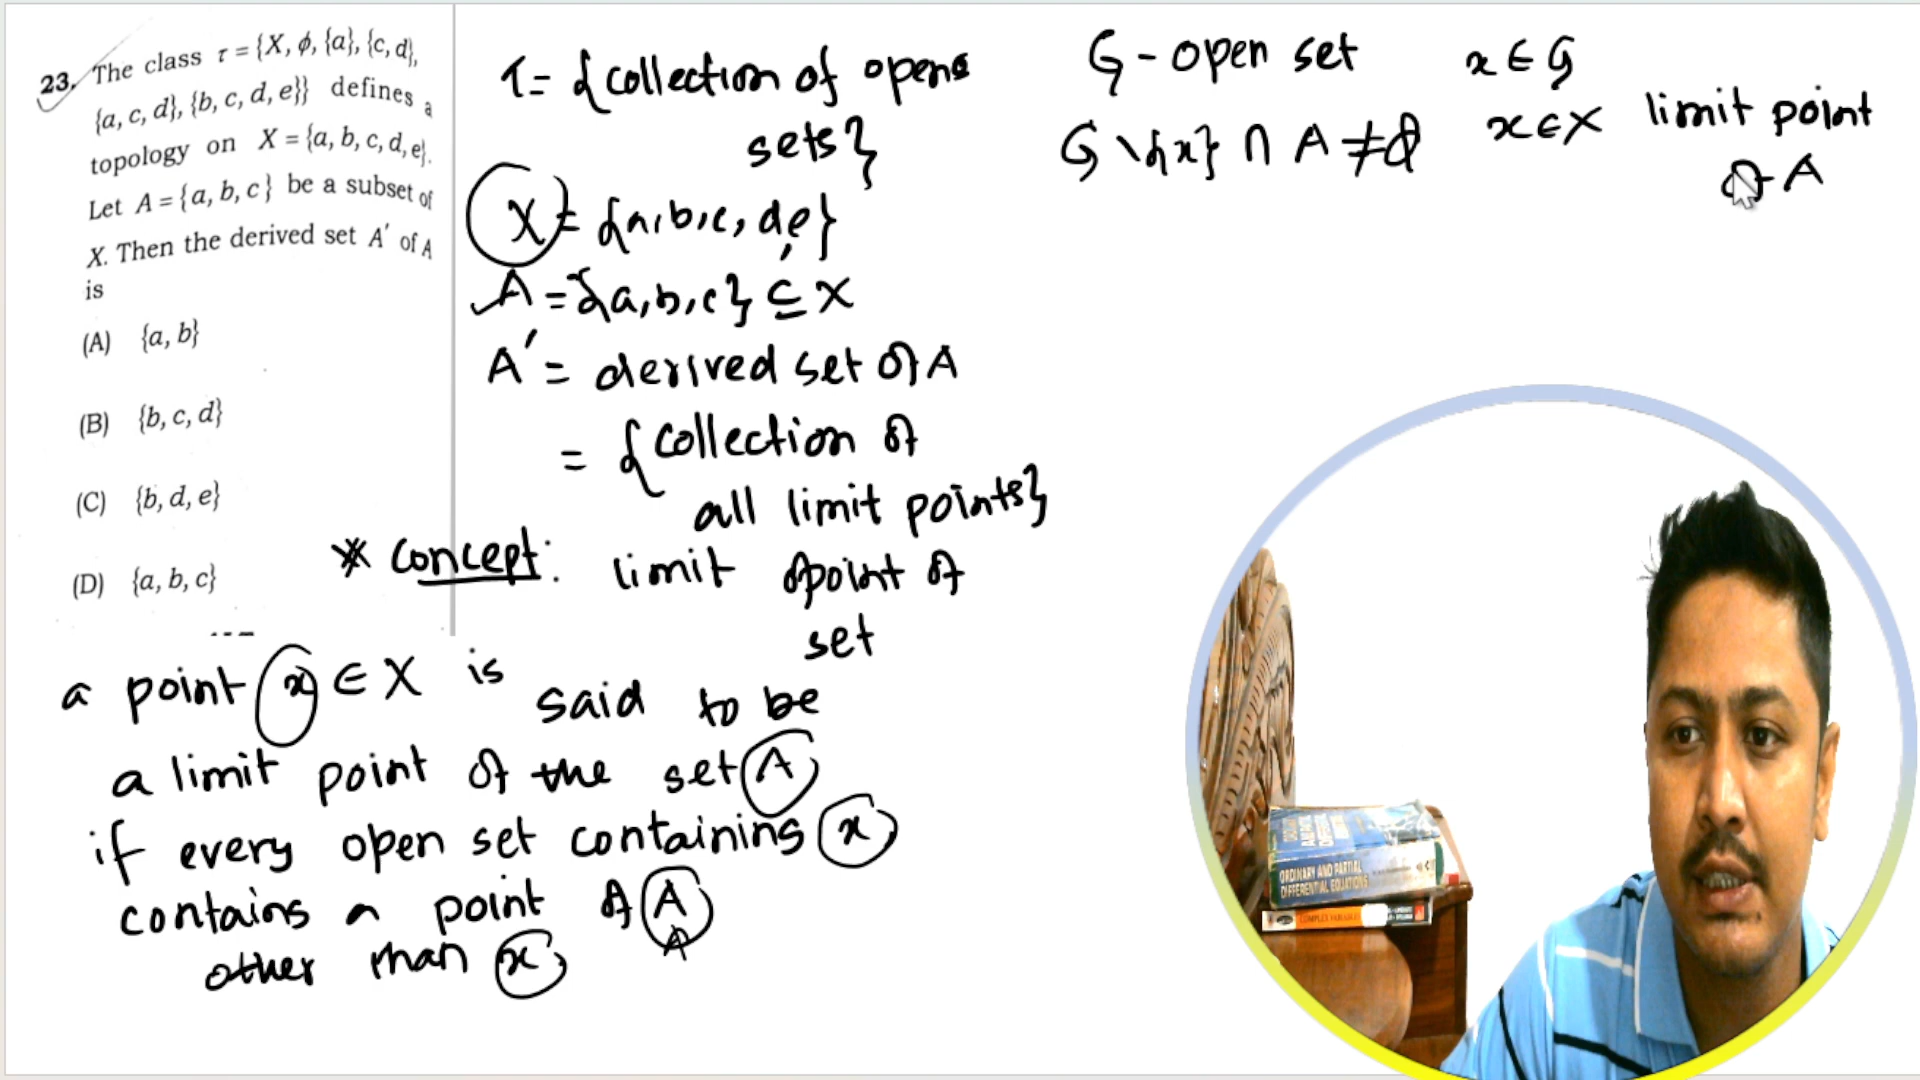 23. The class τ = {X, ϕ, {a}, {c, d},
{a, c, d}, {b, c, d, e}} defines a
topology on X = {a, b, c, d, e}.
Let A = {a, b, c} be a subset of
X. Then the derived set A′ of A
is
(A) {a, b}
(B) {b, c, d}
(C) {b, d, e}
(D) {a, b, c}
τ = {collection of opens
sets}
X = {a,b,c,d,e}
A = {a,b,c} ⊆ X
A′ = derived set of A
= {collection of
all limit points}
* concept: limit point of
set
a point x ∈ X is said to be
a limit point of the set A
if every open set containing x,
contains a point of A
other than x,
G - open set x ∈ G
G \ {x} ∩ A ≠ ϕ x ∈ X limit point
of A
ORDINARY AND PARTIAL
DIFFERENTIAL EQUATIONS
COMPLEX VARIABLES